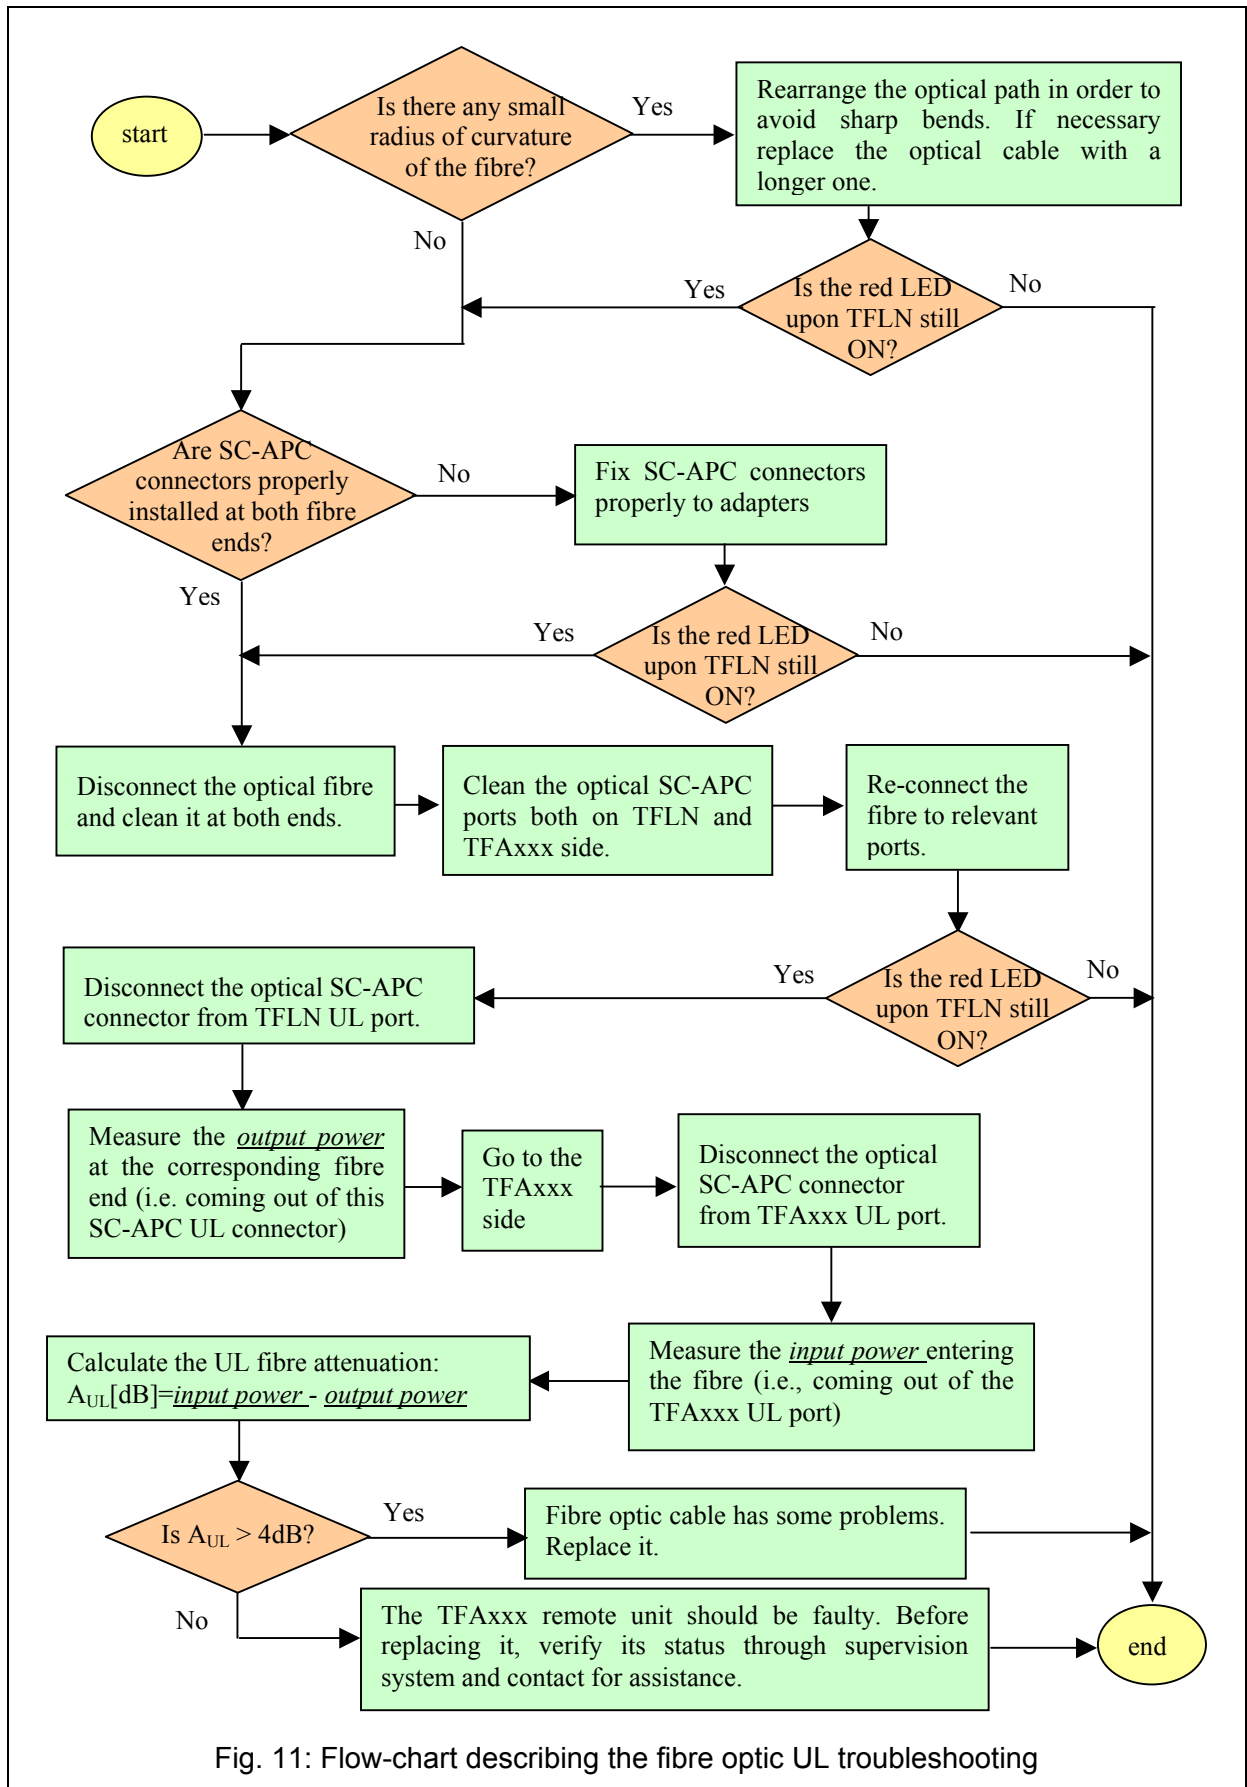 start
Is there any small
radius of curvature
of the fibre?
Yes
Rearrange the optical path in order to
avoid sharp bends. If necessary
replace the optical cable with a
longer one.
No
Yes
Is the red LED
upon TFLN still
ON?
No
Are SC-APC
connectors properly
installed at both fibre
ends?
No
Fix SC-APC connectors
properly to adapters
Yes
Yes
Is the red LED
upon TFLN still
ON?
No
Disconnect the optical fibre
and clean it at both ends.
Clean the optical SC-APC
ports both on TFLN and
TFAxxx side.
Re-connect the
fibre to relevant
ports.
Disconnect the optical SC-APC
connector from TFLN UL port.
Yes
Is the red LED
upon TFLN still
ON?
No
Measure the output power
at the corresponding fibre
end (i.e. coming out of this
SC-APC UL connector)
Go to the
TFAxxx
side
Disconnect the optical
SC-APC connector
from TFAxxx UL port.
Calculate the UL fibre attenuation:
AUL[dB]=input power - output power
Measure the input power entering
the fibre (i.e., coming out of the
TFAxxx UL port)
Is AUL > 4dB?
Yes
Fibre optic cable has some problems.
Replace it.
No
The TFAxxx remote unit should be faulty. Before
replacing it, verify its status through supervision
system and contact for assistance.
end
Fig. 11: Flow-chart describing the fibre optic UL troubleshooting